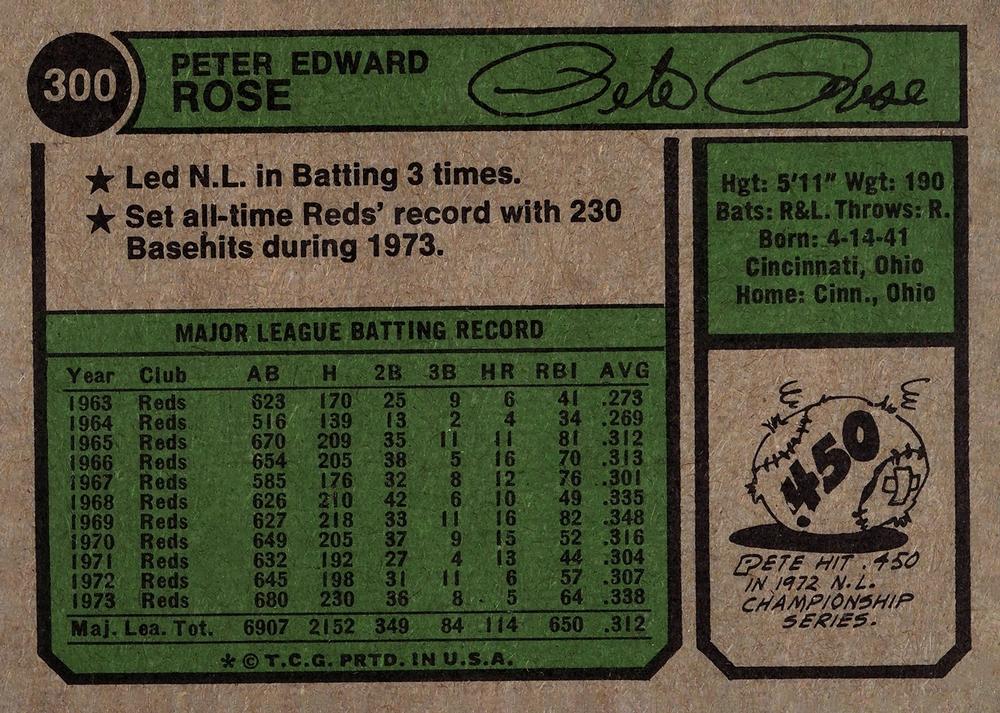 300
PETER EDWARD
ROSE
Pete Rose
★ Led N.L. in Batting 3 times.
★ Set all-time Reds' record with 230
Basehits during 1973.
Hgt: 5'11" Wgt: 190
Bats: R&L. Throws: R.
Born: 4-14-41
Cincinnati, Ohio
Home: Cinn., Ohio
MAJOR LEAGUE BATTING RECORD
Year Club AB H 2B 3B HR RBI AVG
1963 Reds 623 170 25 9 6 41 .273
1964 Reds 516 139 13 2 4 34 .269
1965 Reds 670 209 35 11 11 81 .312
1966 Reds 654 205 38 5 16 70 .313
1967 Reds 585 176 32 8 12 76 .301
1968 Reds 626 210 42 6 10 49 .335
1969 Reds 627 218 33 11 16 82 .348
1970 Reds 649 205 37 9 15 52 .316
1971 Reds 632 192 27 4 13 44 .304
1972 Reds 645 198 31 11 6 57 .307
1973 Reds 680 230 36 8 5 64 .338
Maj. Lea. Tot. 6907 2152 349 84 114 650 .312
* © T.C.G. PRTD. IN U.S.A.
.450
PETE HIT .450
IN 1972 N.L.
CHAMPIONSHIP
SERIES.